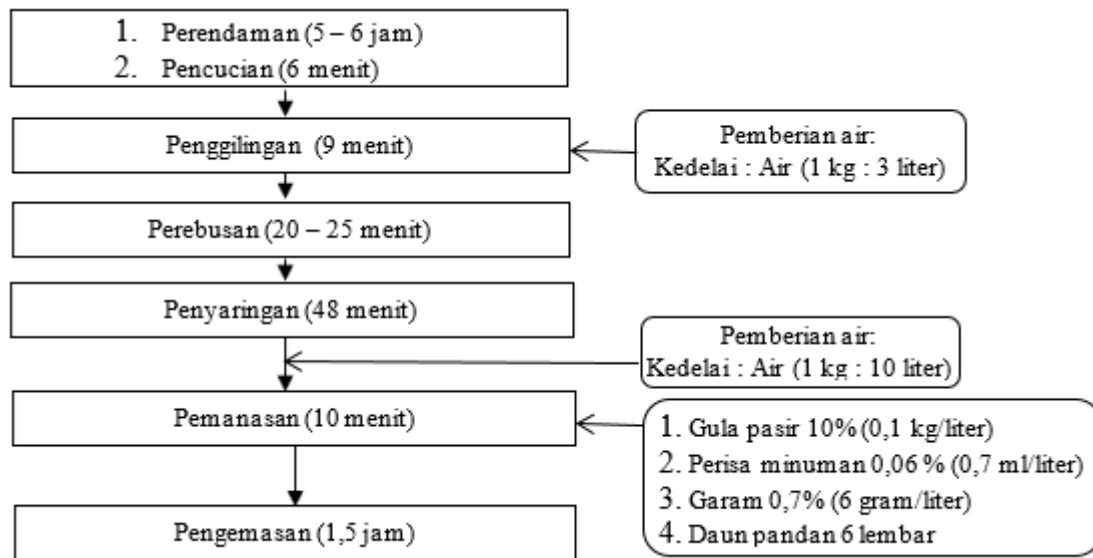 1. Perendaman (5 – 6 jam)
2. Pencucian (6 menit)
Penggilingan (9 menit)
Pemberian air:
Kedelai : Air (1 kg : 3 liter)
Perebusan (20 – 25 menit)
Penyaringan (48 menit)
Pemberian air:
Kedelai : Air (1 kg : 10 liter)
Pemanasan (10 menit)
1. Gula pasir 10% (0,1 kg/liter)
2. Perisa minuman 0,06 % (0,7 ml/liter)
3. Garam 0,7% (6 gram/liter)
4. Daun pandan 6 lembar
Pengemasan (1,5 jam)